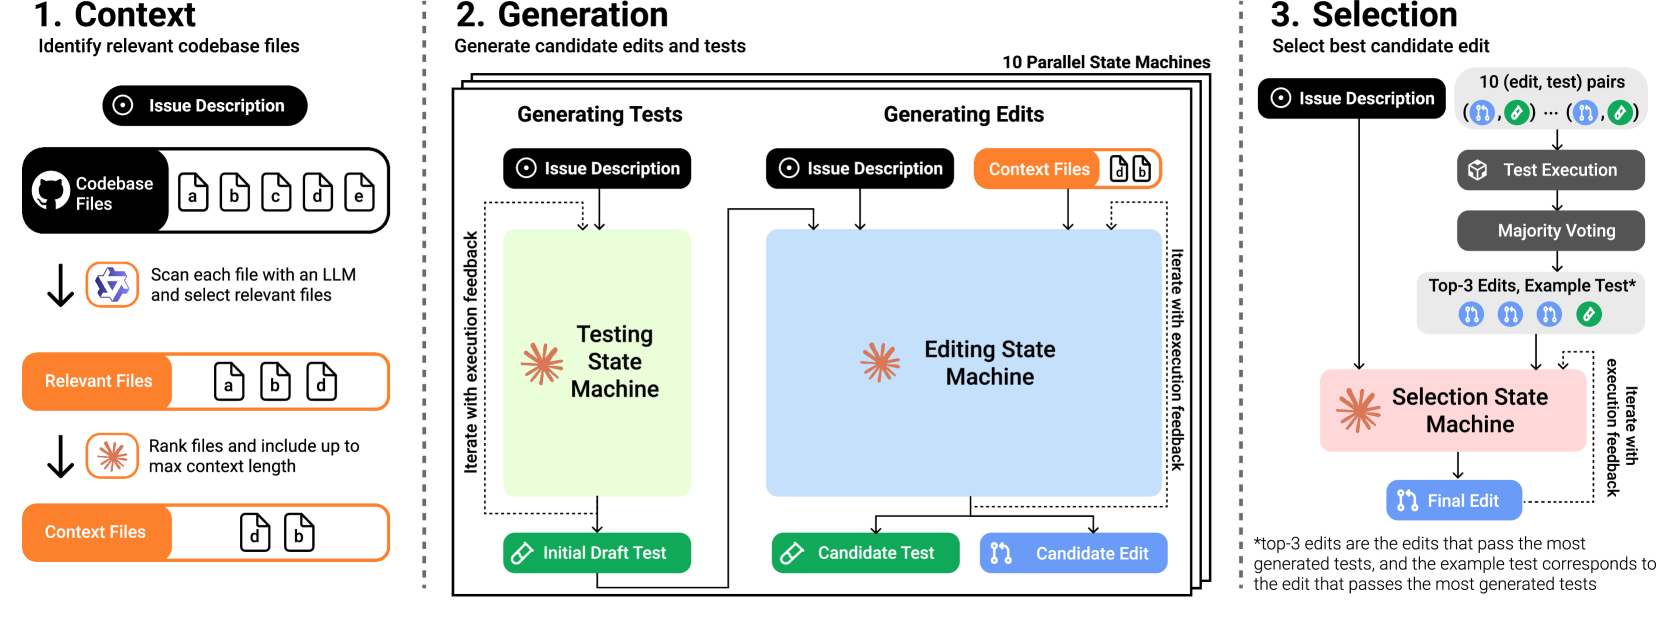 1. Context
Identify relevant codebase files
Issue Description
Codebase
Files
a
b
c
d
e
Scan each file with an LLM
and select relevant files
Relevant Files
a
b
d
Rank files and include up to
max context length
Context Files
d
b
2. Generation
Generate candidate edits and tests
10 Parallel State Machines
Generating Tests
Issue Description
Iterate with execution feedback
Testing
State
Machine
Initial Draft Test
Generating Edits
Issue Description
Context Files
d
b
Editing State
Machine
Iterate with execution feedback
Candidate Test
Candidate Edit
3. Selection
Select best candidate edit
Issue Description
10 (edit, test) pairs
( , ) ... ( , )
Test Execution
Majority Voting
Top-3 Edits, Example Test*
Selection State
Machine
Iterate with
execution feedback
Final Edit
*top-3 edits are the edits that pass the most
generated tests, and the example test corresponds to
the edit that passes the most generated tests